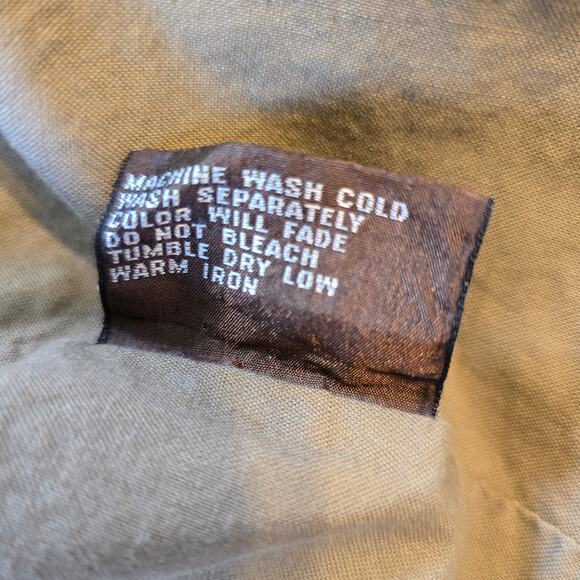 MACHINE WASH COLD
WASH SEPARATELY
COLOR WILL FADE
DO NOT BLEACH
TUMBLE DRY LOW
WARM IRON